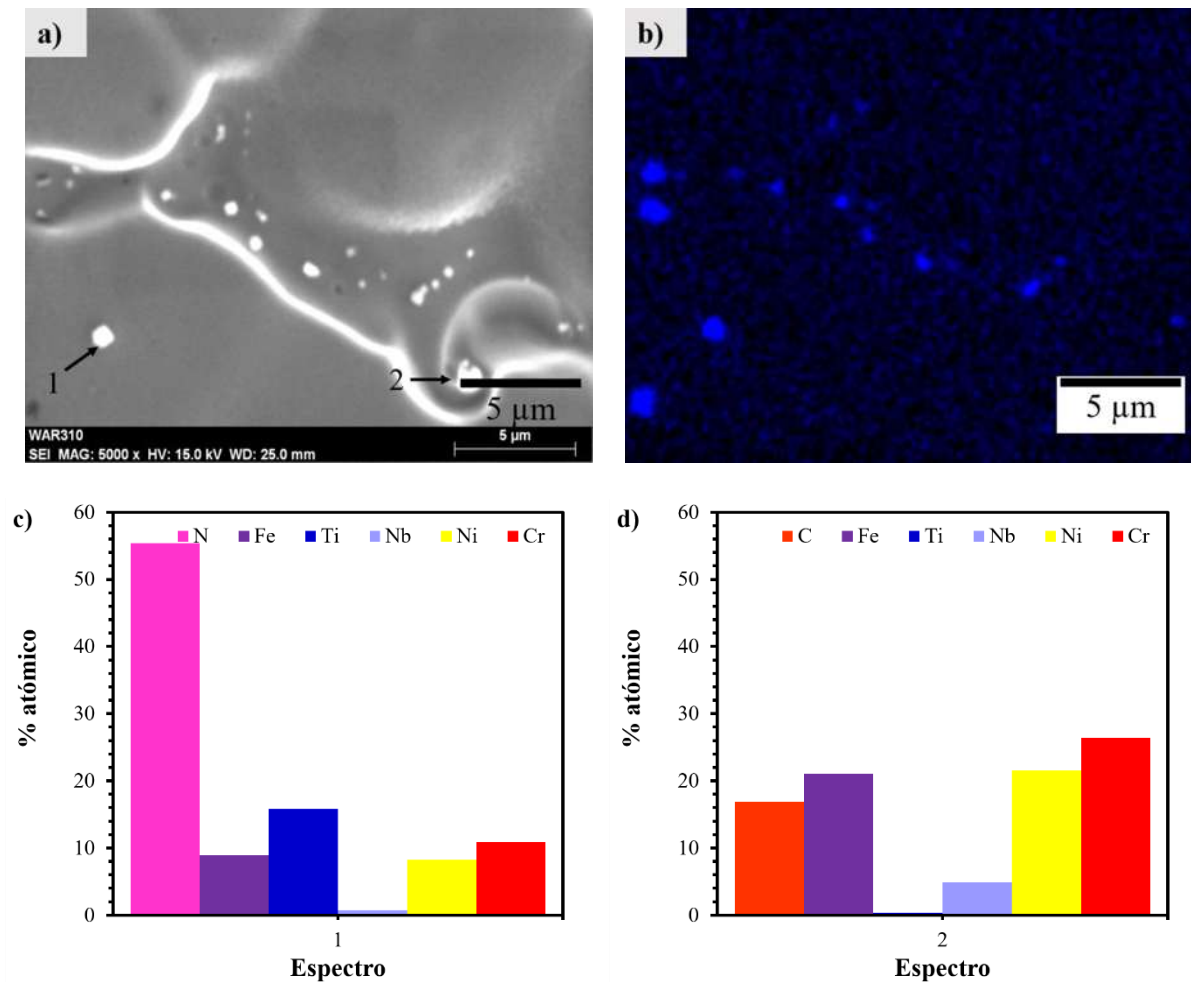 a)
1
2
5 µm
WAR310
5 µm
SEI MAG: 5000 x HV: 15.0 kV WD: 25.0 mm
b)
5 µm
c)
N Fe Ti Nb Ni Cr
60
50
40
30
20
10
0
% atómico
1
Espectro
d)
C Fe Ti Nb Ni Cr
60
50
40
30
20
10
0
% atómico
2
Espectro